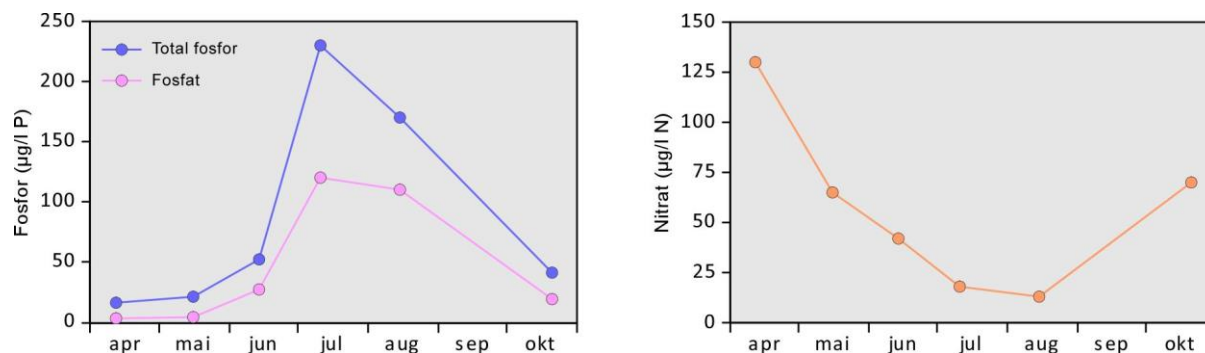 Fosfor (µg/l P)
250
200
150
100
50
0
Total fosfor
Fosfat
apr mai jun jul aug sep okt
Nitrat (µg/l N)
150
125
100
75
50
25
0
apr mai jun jul aug sep okt